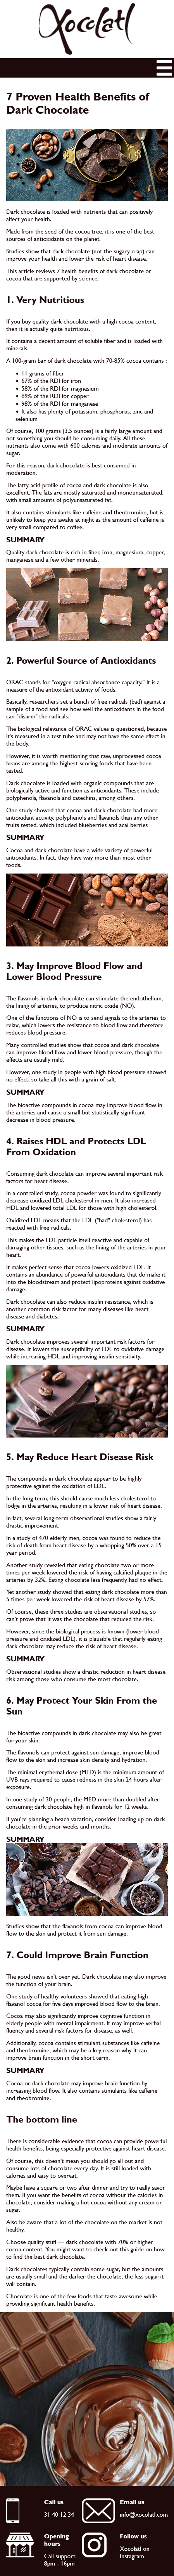 Xocolatl
7 Proven Health Benefits of
Dark Chocolate
Dark chocolate is loaded with nutrients that can positively
affect your health.
Made from the seed of the cocoa tree, it is one of the best
sources of antioxidants on the planet.
Studies show that dark chocolate (not the sugary crap) can
improve your health and lower the risk of heart disease.
This article reviews 7 health benefits of dark chocolate or
cocoa that are supported by science.
1. Very Nutritious
If you buy quality dark chocolate with a high cocoa content,
then it is actually quite nutritious.
It contains a decent amount of soluble fiber and is loaded with
minerals.
A 100-gram bar of dark chocolate with 70-85% cocoa contains :
• 11 grams of fiber
• 67% of the RDI for iron
• 58% of the RDI for magnesium
• 89% of the RDI for copper
• 98% of the RDI for manganese
• It also has plenty of potassium, phosphorus, zinc and
selenium
Of course, 100 grams (3.5 ounces) is a fairly large amount and
not something you should be consuming daily. All these
nutrients also come with 600 calories and moderate amounts of
sugar.
For this reason, dark chocolate is best consumed in
moderation.
The fatty acid profile of cocoa and dark chocolate is also
excellent. The fats are mostly saturated and monounsaturated,
with small amounts of polyunsaturated fat.
It also contains stimulants like caffeine and theobromine, but is
unlikely to keep you awake at night as the amount of caffeine is
very small compared to coffee.
SUMMARY
Quality dark chocolate is rich in fiber, iron, magnesium, copper,
manganese and a few other minerals.
2. Powerful Source of Antioxidants
ORAC stands for "oxygen radical absorbance capacity." It is a
measure of the antioxidant activity of foods.
Basically, researchers set a bunch of free radicals (bad) against a
sample of a food and see how well the antioxidants in the food
can "disarm" the radicals.
The biological relevance of ORAC values is questioned, because
it's measured in a test tube and may not have the same effect in
the body.
However, it is worth mentioning that raw, unprocessed cocoa
beans are among the highest-scoring foods that have been
tested.
Dark chocolate is loaded with organic compounds that are
biologically active and function as antioxidants. These include
polyphenols, flavanols and catechins, among others.
One study showed that cocoa and dark chocolate had more
antioxidant activity, polyphenols and flavanols than any other
fruits tested, which included blueberries and acai berries
SUMMARY
Cocoa and dark chocolate have a wide variety of powerful
antioxidants. In fact, they have way more than most other
foods.
3. May Improve Blood Flow and
Lower Blood Pressure
The flavanols in dark chocolate can stimulate the endothelium,
the lining of arteries, to produce nitric oxide (NO).
One of the functions of NO is to send signals to the arteries to
relax, which lowers the resistance to blood flow and therefore
reduces blood pressure.
Many controlled studies show that cocoa and dark chocolate
can improve blood flow and lower blood pressure, though the
effects are usually mild.
However, one study in people with high blood pressure showed
no effect, so take all this with a grain of salt.
SUMMARY
The bioactive compounds in cocoa may improve blood flow in
the arteries and cause a small but statistically significant
decrease in blood pressure.
4. Raises HDL and Protects LDL
From Oxidation
Consuming dark chocolate can improve several important risk
factors for heart disease.
In a controlled study, cocoa powder was found to significantly
decrease oxidized LDL cholesterol in men. It also increased
HDL and lowered total LDL for those with high cholesterol.
Oxidized LDL means that the LDL ("bad" cholesterol) has
reacted with free radicals.
This makes the LDL particle itself reactive and capable of
damaging other tissues, such as the lining of the arteries in your
heart.
It makes perfect sense that cocoa lowers oxidized LDL. It
contains an abundance of powerful antioxidants that do make it
into the bloodstream and protect lipoproteins against oxidative
damage.
Dark chocolate can also reduce insulin resistance, which is
another common risk factor for many diseases like heart
disease and diabetes.
SUMMARY
Dark chocolate improves several important risk factors for
disease. It lowers the susceptibility of LDL to oxidative damage
while increasing HDL and improving insulin sensitivity.
5. May Reduce Heart Disease Risk
The compounds in dark chocolate appear to be highly
protective against the oxidation of LDL.
In the long term, this should cause much less cholesterol to
lodge in the arteries, resulting in a lower risk of heart disease.
In fact, several long-term observational studies show a fairly
drastic improvement.
In a study of 470 elderly men, cocoa was found to reduce the
risk of death from heart disease by a whopping 50% over a 15
year period.
Another study revealed that eating chocolate two or more
times per week lowered the risk of having calcified plaque in the
arteries by 32%. Eating chocolate less frequently had no effect.
Yet another study showed that eating dark chocolate more than
5 times per week lowered the risk of heart disease by 57%.
Of course, these three studies are observational studies, so
can't prove that it was the chocolate that reduced the risk.
However, since the biological process is known (lower blood
pressure and oxidized LDL), it is plausible that regularly eating
dark chocolate may reduce the risk of heart disease.
SUMMARY
Observational studies show a drastic reduction in heart disease
risk among those who consume the most chocolate.
6. May Protect Your Skin From the
Sun
The bioactive compounds in dark chocolate may also be great
for your skin.
The flavonols can protect against sun damage, improve blood
flow to the skin and increase skin density and hydration.
The minimal erythemal dose (MED) is the minimum amount of
UVB rays required to cause redness in the skin 24 hours after
exposure.
In one study of 30 people, the MED more than doubled after
consuming dark chocolate high in flavanols for 12 weeks.
If you're planning a beach vacation, consider loading up on dark
chocolate in the prior weeks and months.
SUMMARY
Studies show that the flavanols from cocoa can improve blood
flow to the skin and protect it from sun damage.
7. Could Improve Brain Function
The good news isn't over yet. Dark chocolate may also improve
the function of your brain.
One study of healthy volunteers showed that eating high-
flavanol cocoa for five days improved blood flow to the brain.
Cocoa may also significantly improve cognitive function in
elderly people with mental impairment. It may improve verbal
fluency and several risk factors for disease, as well.
Additionally, cocoa contains stimulant substances like caffeine
and theobromine, which may be a key reason why it can
improve brain function in the short term.
SUMMARY
Cocoa or dark chocolate may improve brain function by
increasing blood flow. It also contains stimulants like caffeine
and theobromine.
The bottom line
There is considerable evidence that cocoa can provide powerful
health benefits, being especially protective against heart disease.
Of course, this doesn't mean you should go all out and
consume lots of chocolate every day. It is still loaded with
calories and easy to overeat.
Maybe have a square or two after dinner and try to really savor
them. If you want the benefits of cocoa without the calories in
chocolate, consider making a hot cocoa without any cream or
sugar.
Also be aware that a lot of the chocolate on the market is not
healthy.
Choose quality stuff — dark chocolate with 70% or higher
cocoa content. You might want to check out this guide on how
to find the best dark chocolate.
Dark chocolates typically contain some sugar, but the amounts
are usually small and the darker the chocolate, the less sugar it
will contain.
Chocolate is one of the few foods that taste awesome while
providing significant health benefits.
Call us
31 40 12 34
Email us
info@xocolatl.com
Opening
hours
Call support:
8pm - 16pm
Follow us
Xocolatl on
Instagram